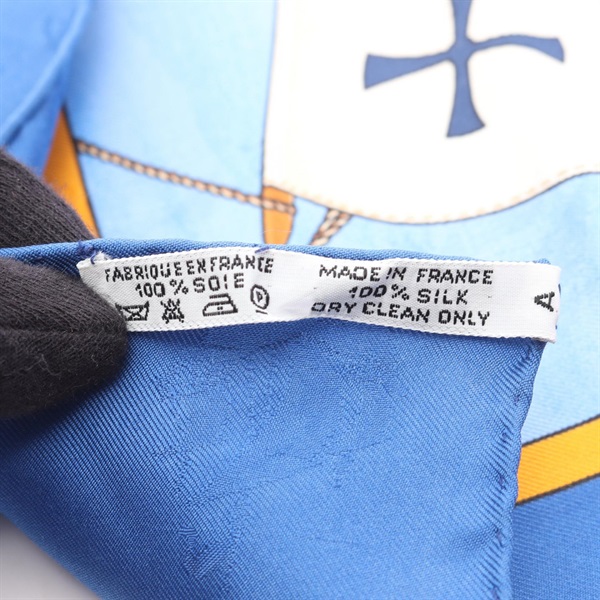 FABRIQUE EN FRANCE
100% SOIE
MADE IN FRANCE
100% SILK
DRY CLEAN ONLY
A